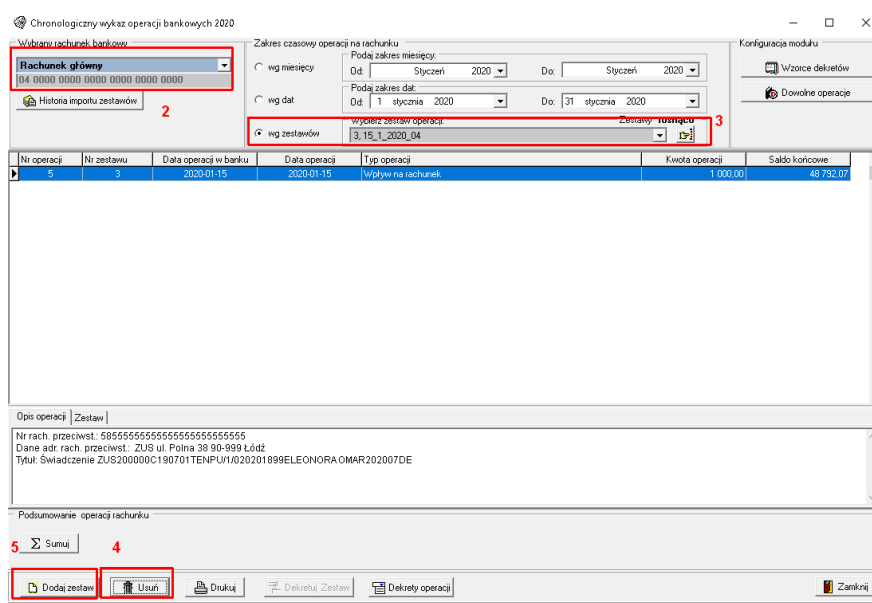 Chronologiczny wykaz operacji bankowych 2020
Wybrany rachunek bankowy
Rachunek główny
04 0000 0000 0000 0000 0000 0000
Historia importu zestawów
2
Zakres czasowy operacji na rachunku
wg miesięcy
Podaj zakres miesięcy:
Od: Styczeń 2020 Do: Styczeń 2020
wg dat
Podaj zakres dat:
Od: 1 stycznia 2020 Do: 31 stycznia 2020
wg zestawów
Wybierz zestaw operacji: Zestawy rosnąco
3, 15_1_2020_04
3
Konfiguracja modułu
Wzorce dekretów
Dowolne operacje
Nr operacji Nr zestawu Data operacji w banku Data operacji Typ operacji Kwota operacji Saldo końcowe
5 3 2020-01-15 2020-01-15 Wpływ na rachunek 1 000,00 48 792,07
Opis operacji Zestaw
Nr rach. przeciwst.: 58555555555555555555555555
Dane adr. rach. przeciwst.: ZUS ul. Polna 38 90-999 Łódź
Tytuł: Świadczenie ZUS200000C190701TENPU/1/020201899ELEONORA OMAR202007DE
Podsumowanie operacji rachunku
Σ Sumuj
5 4
Dodaj zestaw Usuń Drukuj Dekretuj Zestaw Dekrety operacji Zamknij